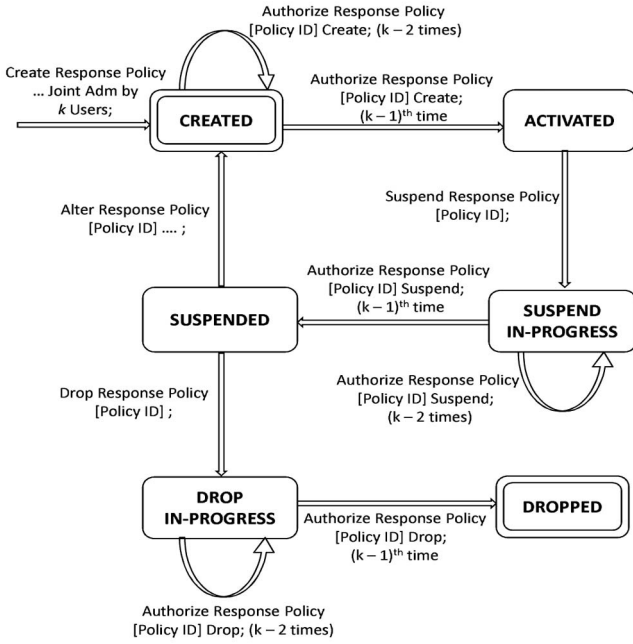 Authorize Response Policy
[Policy ID] Create; (k – 2 times)
Create Response Policy
... Joint Adm by
k Users;
CREATED
Authorize Response Policy
[Policy ID] Create;
(k – 1)th time
ACTIVATED
Alter Response Policy
[Policy ID] .... ;
Suspend Response Policy
[Policy ID];
SUSPENDED
Authorize Response Policy
[Policy ID] Suspend;
(k – 1)th time
SUSPEND
IN-PROGRESS
Authorize Response Policy
[Policy ID] Suspend;
(k – 2 times)
Drop Response Policy
[Policy ID] ;
DROP
IN-PROGRESS
Authorize Response Policy
[Policy ID] Drop;
(k – 1)th time
DROPPED
Authorize Response Policy
[Policy ID] Drop; (k – 2 times)